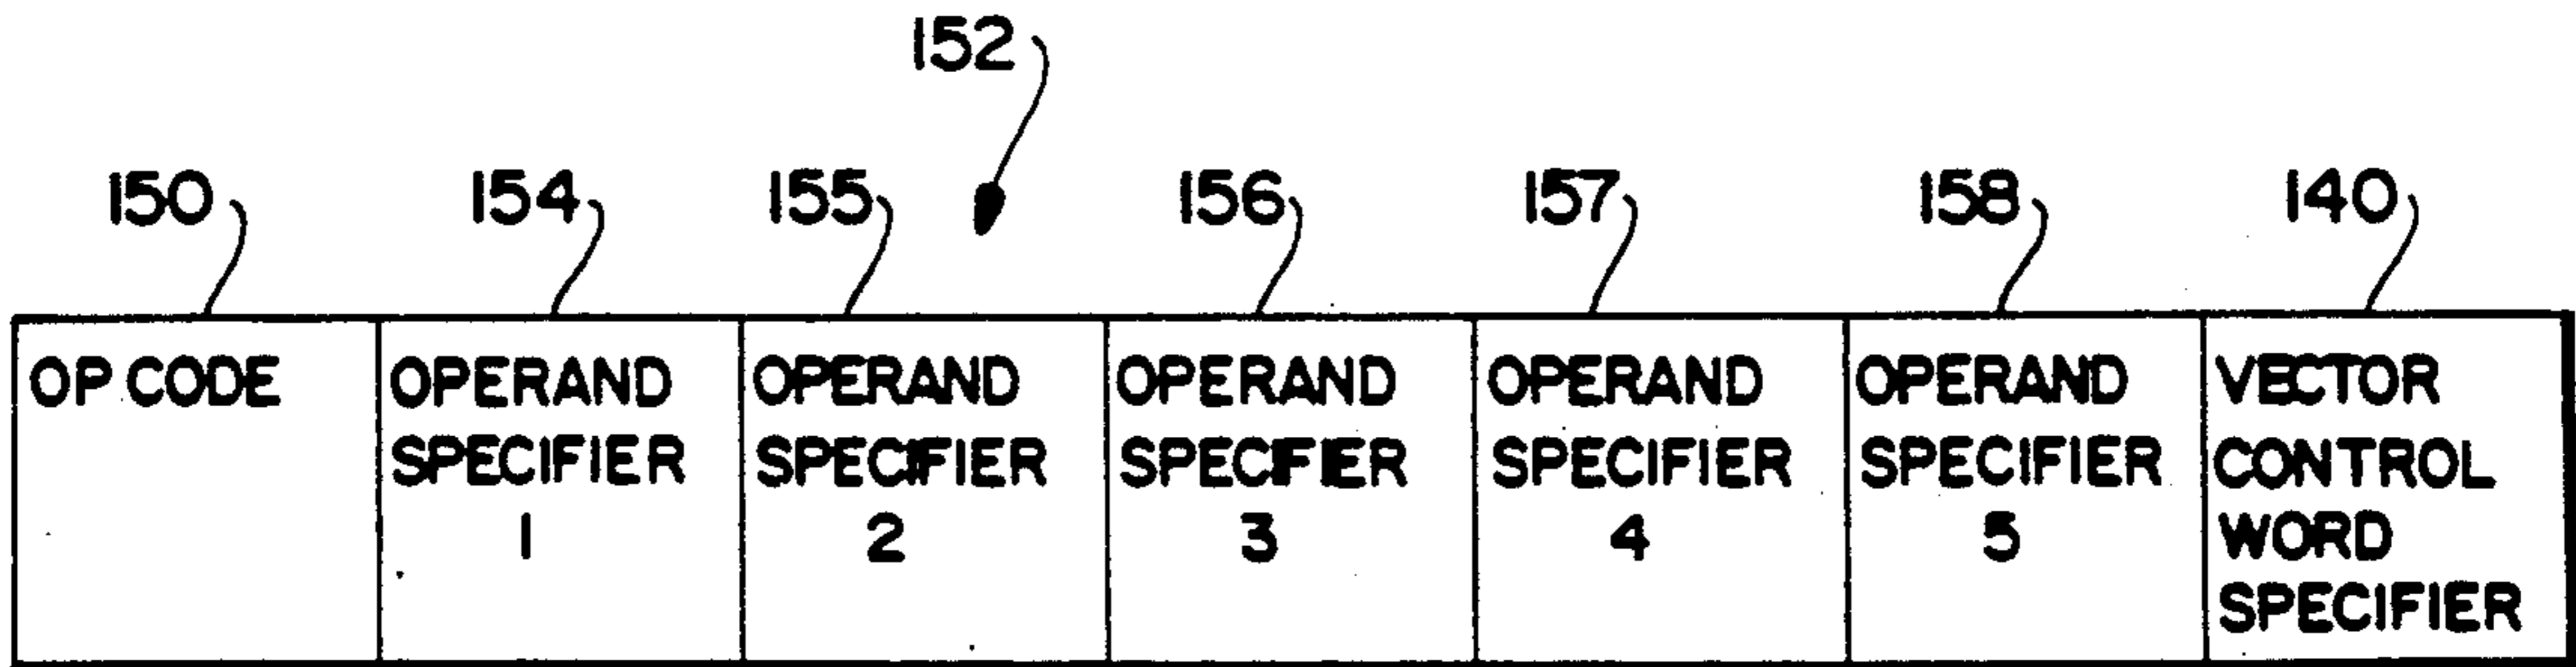 152
150 154 155 156 157 158 140
OP CODE
OPERAND
SPECIFIER
1
OPERAND
SPECIFIER
2
OPERAND
SPECIFIER
3
OPERAND
SPECIFIER
4
OPERAND
SPECIFIER
5
VECTOR
CONTROL
WORD
SPECIFIER